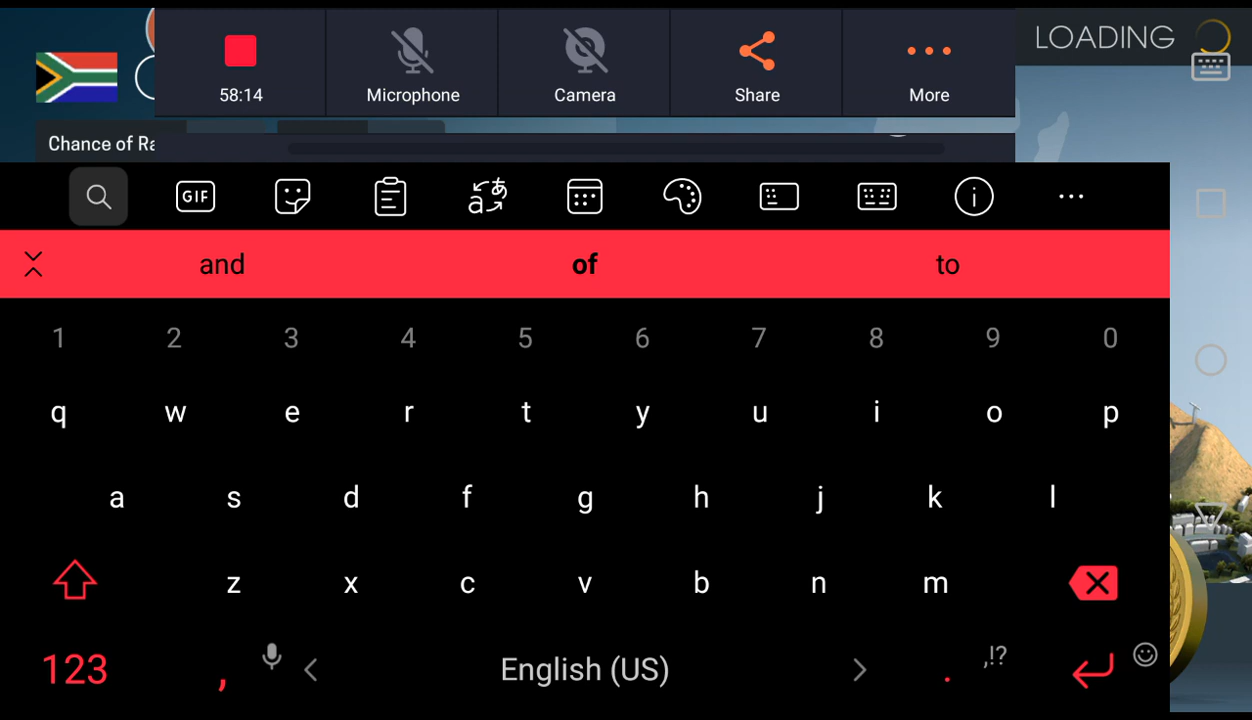 LOADING
58:14
Microphone
Camera
Share
More
Chance of Ra
GIF
and
of
to
1 2 3 4 5 6 7 8 9 0
q w e r t y u i o p
a s d f g h j k l
z x c v b n m
123 , English (US) . ,!?